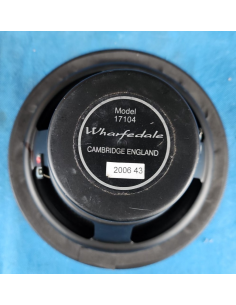 Model
17104
Wharfedale
CAMBRIDGE ENGLAND
2006 43